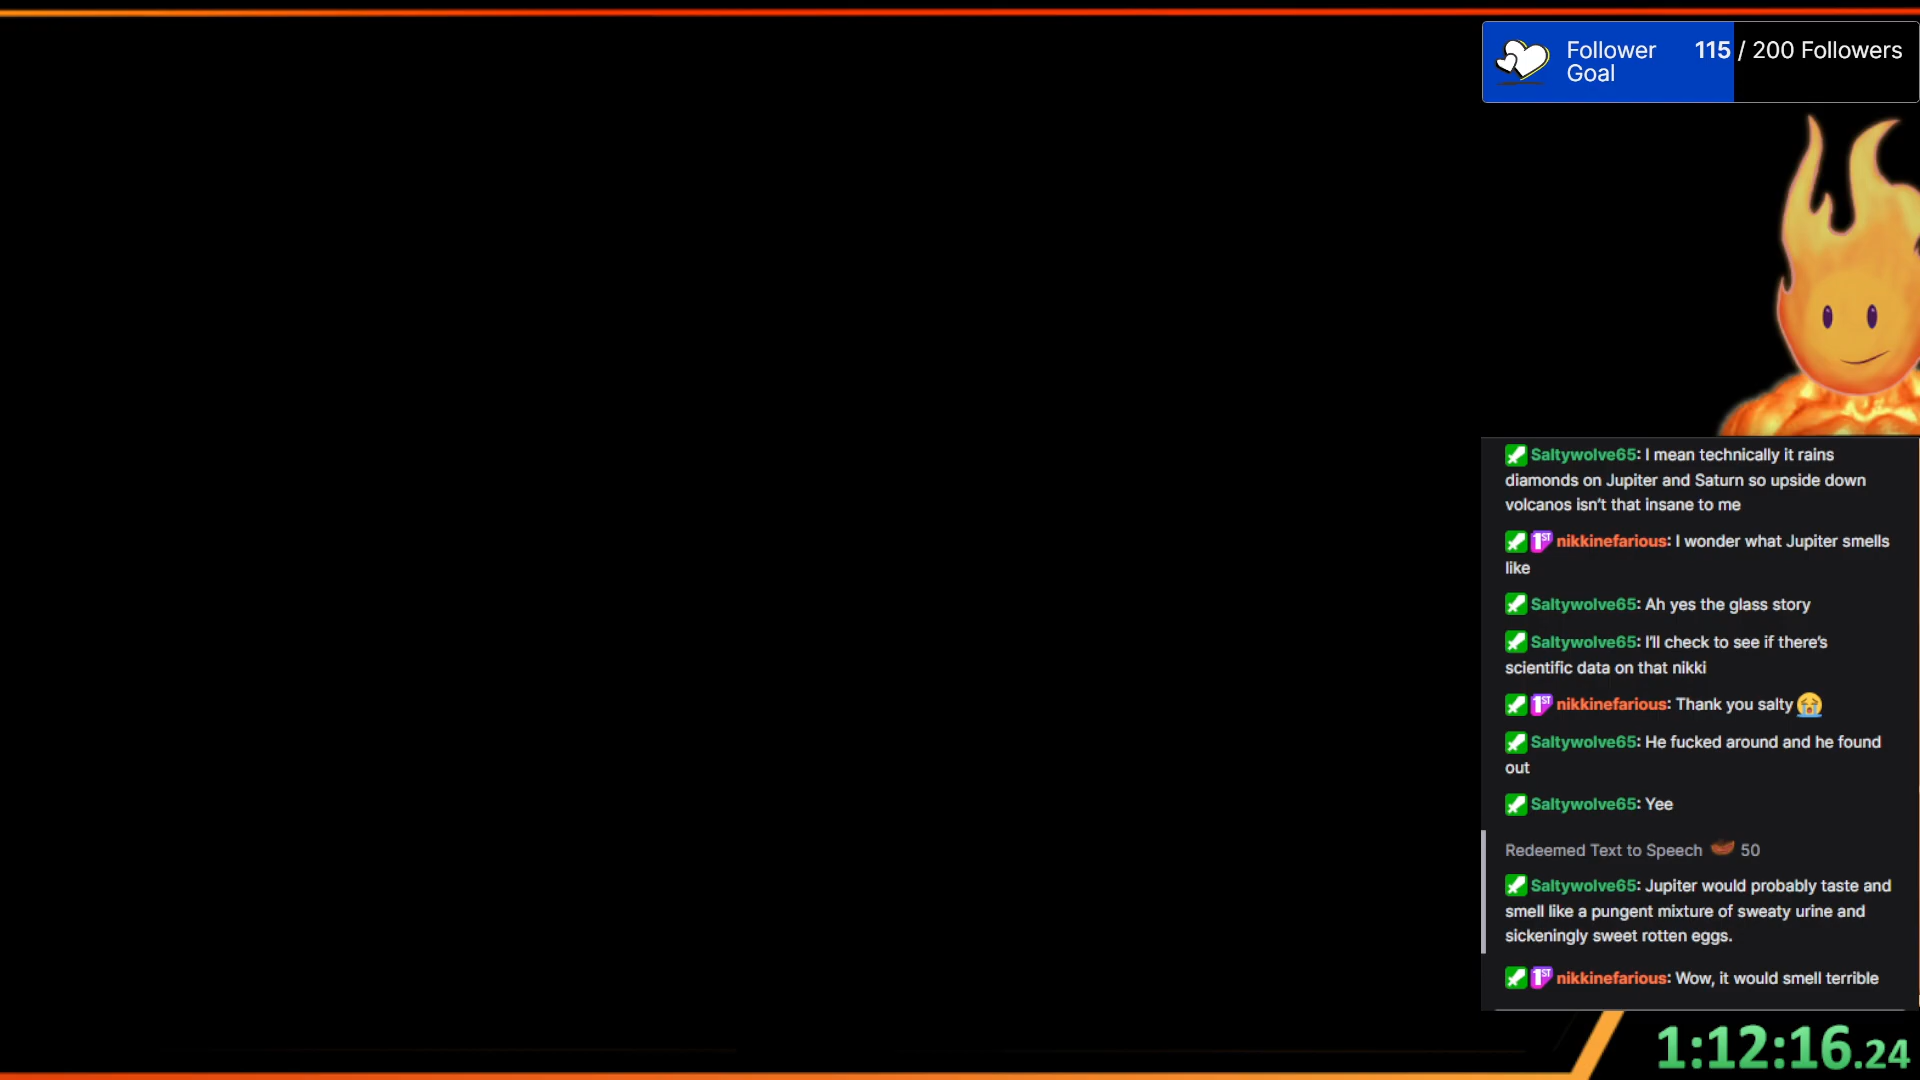 Follower 115 / 200 Followers
Goal
Saltywolve65: I mean technically it rains
diamonds on Jupiter and Saturn so upside down
volcanos isn't that insane to me
1ST nikkinefarious: I wonder what Jupiter smells
like
Saltywolve65: Ah yes the glass story
Saltywolve65: I'll check to see if there's
scientific data on that nikki
1ST nikkinefarious: Thank you salty 😭
Saltywolve65: He fucked around and he found
out
Saltywolve65: Yee
Redeemed Text to Speech 50
Saltywolve65: Jupiter would probably taste and
smell like a pungent mixture of sweaty urine and
sickeningly sweet rotten eggs.
1ST nikkinefarious: Wow, it would smell terrible
1:12:16.24